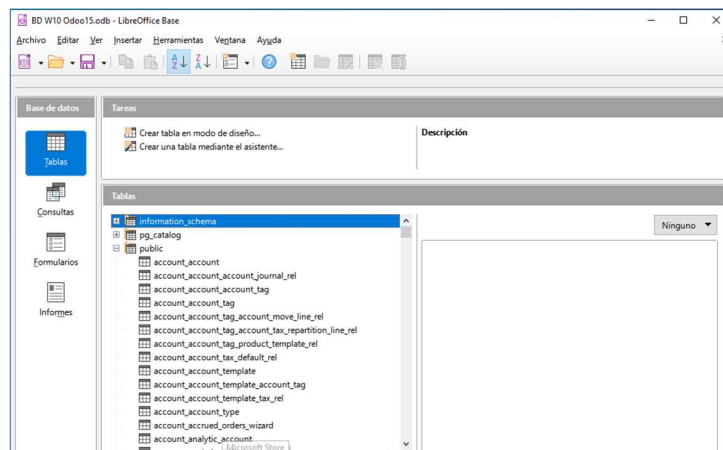 BD W10 Odoo15.odb - LibreOffice Base
Archivo Editar Ver Insertar Herramientas Ventana Ayuda
Base de datos
Tareas
Crear tabla en modo de diseño...
Crear una tabla mediante el asistente...
Descripción
Tablas
Consultas
Formularios
Informes
Tablas
information_schema
pg_catalog
public
account_account
account_account_account_journal_rel
account_account_account_tag
account_account_tag
account_account_tag_account_move_line_rel
account_account_tag_account_tax_repartition_line_rel
account_account_tag_product_template_rel
account_account_tax_default_rel
account_account_template
account_account_template_account_tag
account_account_template_tax_rel
account_account_type
account_accrued_orders_wizard
account_analytic_account
Microsoft Store
Ninguno